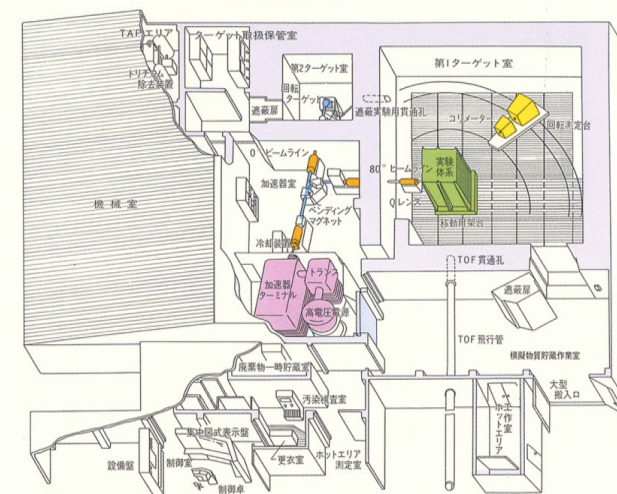 TAPエリア
トリチウム
除去装置
ターゲット取扱保管室
第2ターゲット室
回転
ターゲット
遮蔽扉
遮蔽実験用貫通孔
第1ターゲット室
コリメーター
回転測定台
0°ビームライン
加速器室
80°ビームライン
実験
体系
Qレンズ
ベンディング
マグネット
移動用架台
機械室
冷却装置
加速器
ターミナル
トランス
高電圧電源
TOF貫通孔
遮蔽扉
TOF飛行管
模擬物質貯蔵作業室
大型
搬入口
廃棄物一時貯蔵室
汚染検査室
集中図式表示盤
設備盤
制御室
制御卓
更衣室
ホットエリア
測定室
ホットエリア
工作室